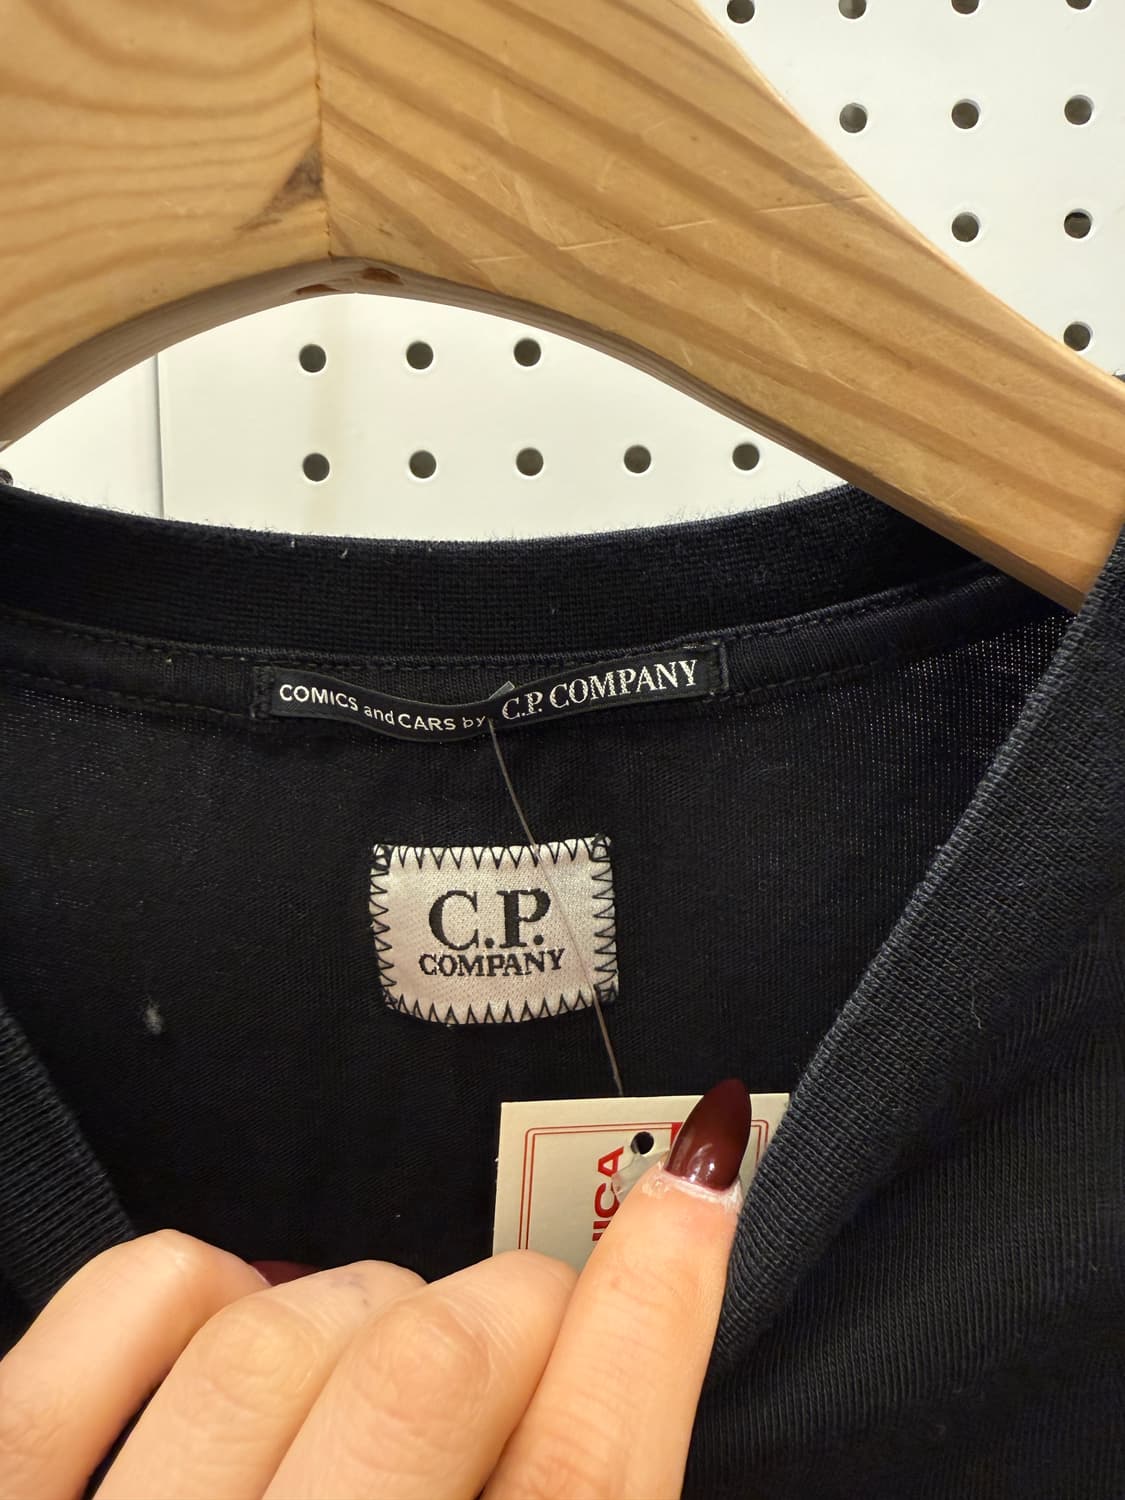 COMICS and CARS by C.P. COMPANY
C.P.
COMPANY